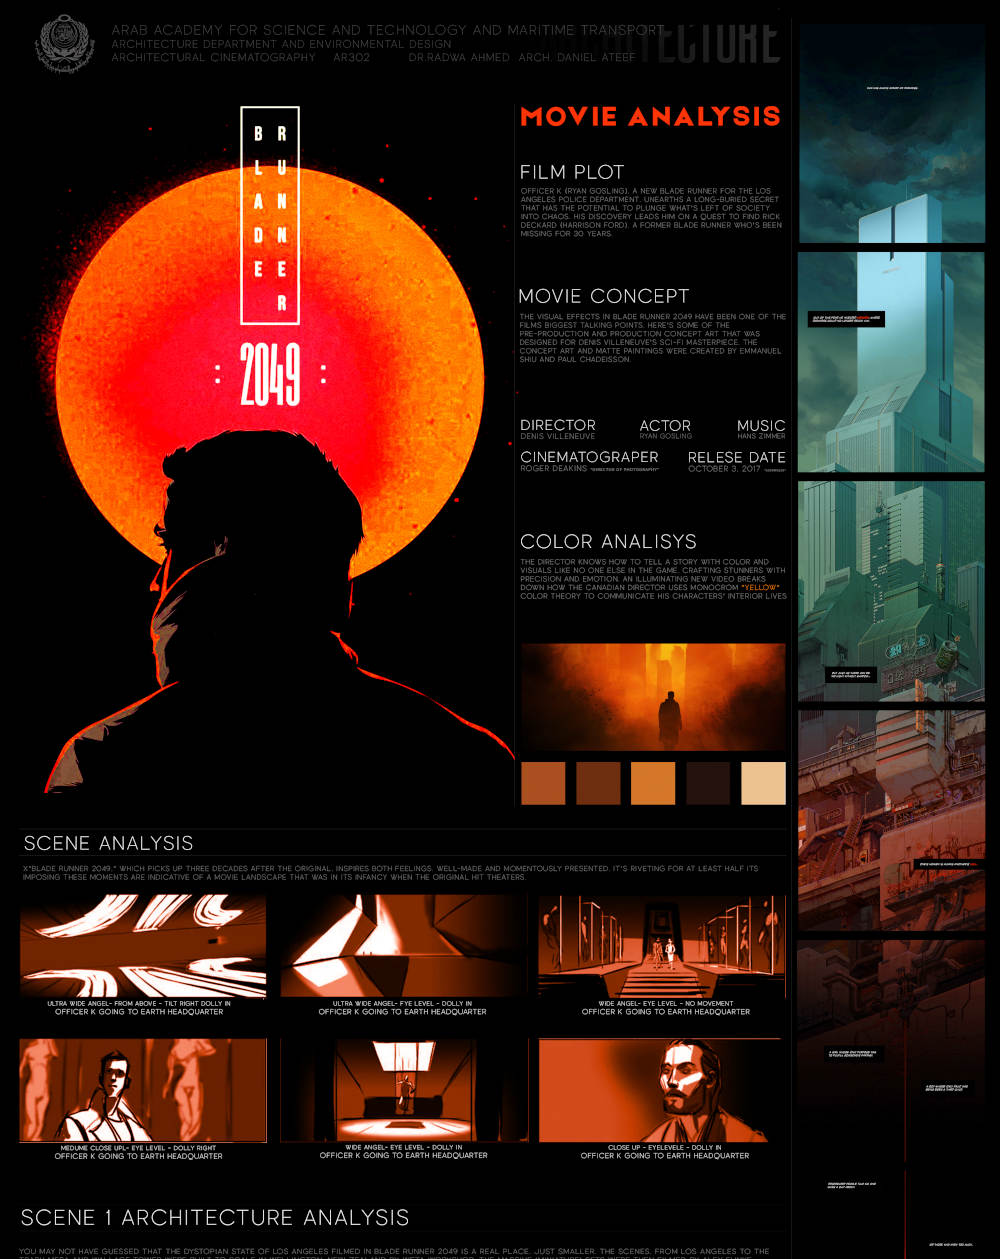 ARAB ACADEMY FOR SCIENCE AND TECHNOLOGY AND MARITIME TRANSPORT
ARCHITECTURE DEPARTMENT AND ENVIRONMENTAL DESIGN
ARCHITECTURAL CINEMATOGRAPHY AR302 DR.RADWA AHMED ARCH. DANIEL ATEEF
BLADE
RUNNER
: 2049 :
MOVIE ANALYSIS
FILM PLOT
OFFICER K (RYAN GOSLING), A NEW BLADE RUNNER FOR THE LOS
ANGELES POLICE DEPARTMENT, UNEARTHS A LONG-BURIED SECRET
THAT HAS THE POTENTIAL TO PLUNGE WHAT'S LEFT OF SOCIETY
INTO CHAOS. HIS DISCOVERY LEADS HIM ON A QUEST TO FIND RICK
DECKARD (HARRISON FORD), A FORMER BLADE RUNNER WHO'S BEEN
MISSING FOR 30 YEARS.
MOVIE CONCEPT
THE VISUAL EFFECTS IN BLADE RUNNER 2049 HAVE BEEN ONE OF THE
FILMS BIGGEST TALKING POINTS. HERE'S SOME OF THE
PRE-PRODUCTION AND PRODUCTION CONCEPT ART THAT WAS
DESIGNED FOR DENIS VILLENEUVE'S SCI-FI MASTERPIECE. THE
CONCEPT ART AND MATTE PAINTINGS WERE CREATED BY EMMANUEL
SHIU AND PAUL CHADEISSON.
DIRECTOR ACTOR MUSIC
DENIS VILLENEUVE RYAN GOSLING HANS ZIMMER
CINEMATOGRAPER RELESE DATE
ROGER DEAKINS "DIRECTOR OF PHOTOGRAPHY" OCTOBER 3, 2017
COLOR ANALISYS
THE DIRECTOR KNOWS HOW TO TELL A STORY WITH COLOR AND
VISUALS LIKE NO ONE ELSE IN THE GAME, CRAFTING STUNNERS WITH
PRECISION AND EMOTION. AN ILLUMINATING NEW VIDEO BREAKS
DOWN HOW THE CANADIAN DIRECTOR USES MONOCROM "YELLOW"
COLOR THEORY TO COMMUNICATE HIS CHARACTERS' INTERIOR LIVES
SCENE ANALYSIS
X"BLADE RUNNER 2049," WHICH PICKS UP THREE DECADES AFTER THE ORIGINAL, INSPIRES BOTH FEELINGS. WELL-MADE AND MOMENTOUSLY PRESENTED, IT'S RIVETING FOR AT LEAST HALF ITS
IMPOSING THESE MOMENTS ARE INDICATIVE OF A MOVIE LANDSCAPE THAT WAS IN ITS INFANCY WHEN THE ORIGINAL HIT THEATERS.
ULTRA WIDE ANGEL- FROM ABOVE - TILT RIGHT DOLLY IN
OFFICER K GOING TO EARTH HEADQUARTER
ULTRA WIDE ANGEL- FYE LEVEL - DOLLY IN
OFFICER K GOING TO EARTH HEADQUARTER
WIDE ANGEL- EYE LEVEL - NO MOVEMENT
OFFICER K GOING TO EARTH HEADQUARTER
MEDUME CLOSE UPL- EYE LEVEL - DOLLY RIGHT
OFFICER K GOING TO EARTH HEADQUARTER
WIDE ANGEL- EYE LEVEL - DOLLY IN
OFFICER K GOING TO EARTH HEADQUARTER
CLOSE UP - EYELEVELE - DOLLY IN
OFFICER K GOING TO EARTH HEADQUARTER
SCENE 1 ARCHITECTURE ANALYSIS
YOU MAY NOT HAVE GUESSED THAT THE DYSTOPIAN STATE OF LOS ANGELES FILMED IN BLADE RUNNER 2049 IS A REAL PLACE. JUST SMALLER. THE SCENES, FROM LOS ANGELES TO THE